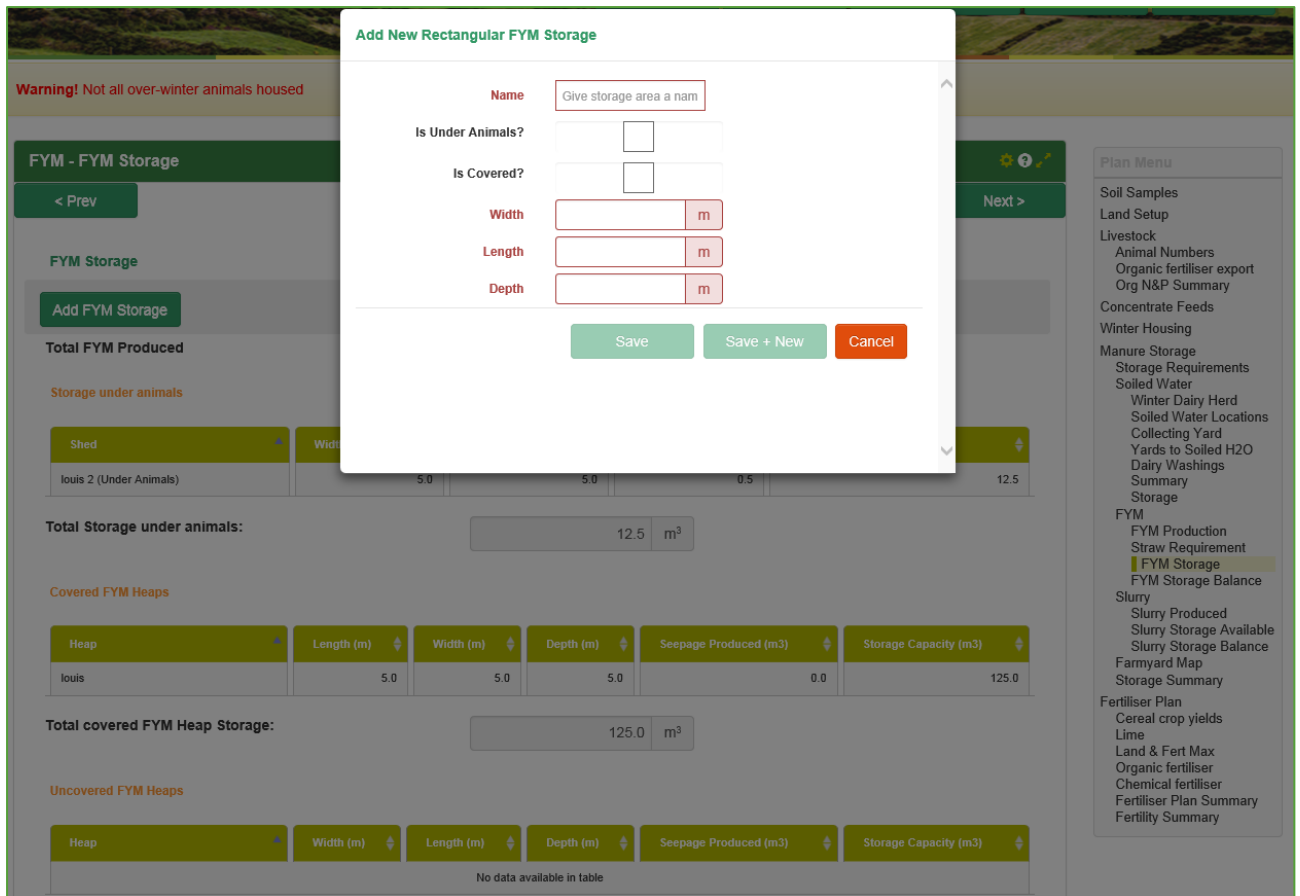 Add New Rectangular FYM Storage
Name Give storage area a nam
Is Under Animals?
Is Covered?
Width m
Length m
Depth m
Save Save + New Cancel
Warning! Not all over-winter animals housed
FYM - FYM Storage
< Prev Next >
FYM Storage
Add FYM Storage
Total FYM Produced
Storage under animals
Shed Widt
louis 2 (Under Animals) 5.0 5.0 0.5 12.5
Total Storage under animals: 12.5 m³
Covered FYM Heaps
Heap Length (m) Width (m) Depth (m) Seepage Produced (m3) Storage Capacity (m3)
louis 5.0 5.0 5.0 0.0 125.0
Total covered FYM Heap Storage: 125.0 m³
Uncovered FYM Heaps
Heap Width (m) Length (m) Depth (m) Seepage Produced (m3) Storage Capacity (m3)
No data available in table
Plan Menu
Soil Samples
Land Setup
Livestock
Animal Numbers
Organic fertiliser export
Org N&P Summary
Concentrate Feeds
Winter Housing
Manure Storage
Storage Requirements
Soiled Water
Winter Dairy Herd
Soiled Water Locations
Collecting Yard
Yards to Soiled H2O
Dairy Washings
Summary
Storage
FYM
FYM Production
Straw Requirement
FYM Storage
FYM Storage Balance
Slurry
Slurry Produced
Slurry Storage Available
Slurry Storage Balance
Farmyard Map
Storage Summary
Fertiliser Plan
Cereal crop yields
Lime
Land & Fert Max
Organic fertiliser
Chemical fertiliser
Fertiliser Plan Summary
Fertility Summary